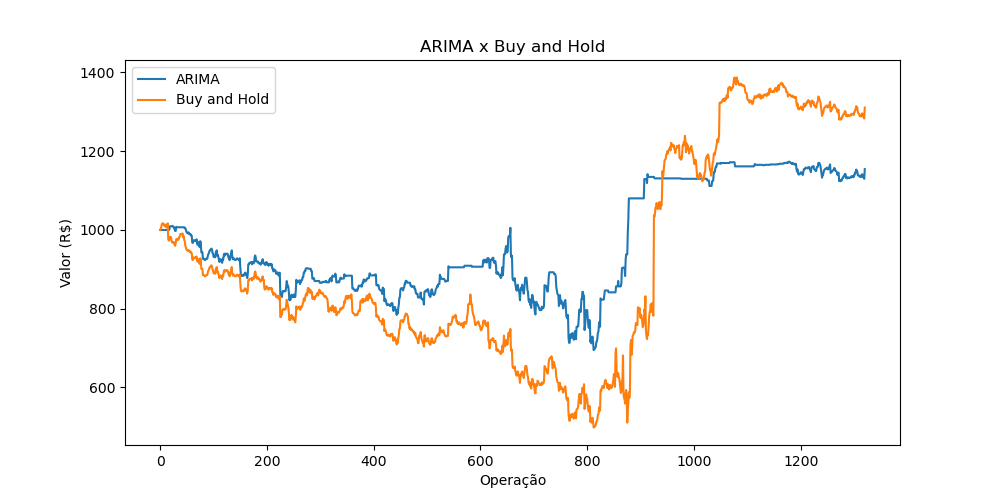 ARIMA x Buy and Hold
ARIMA
Buy and Hold
1400
1200
1000
800
600
Valor (R$)
0 200 400 600 800 1000 1200
Operação